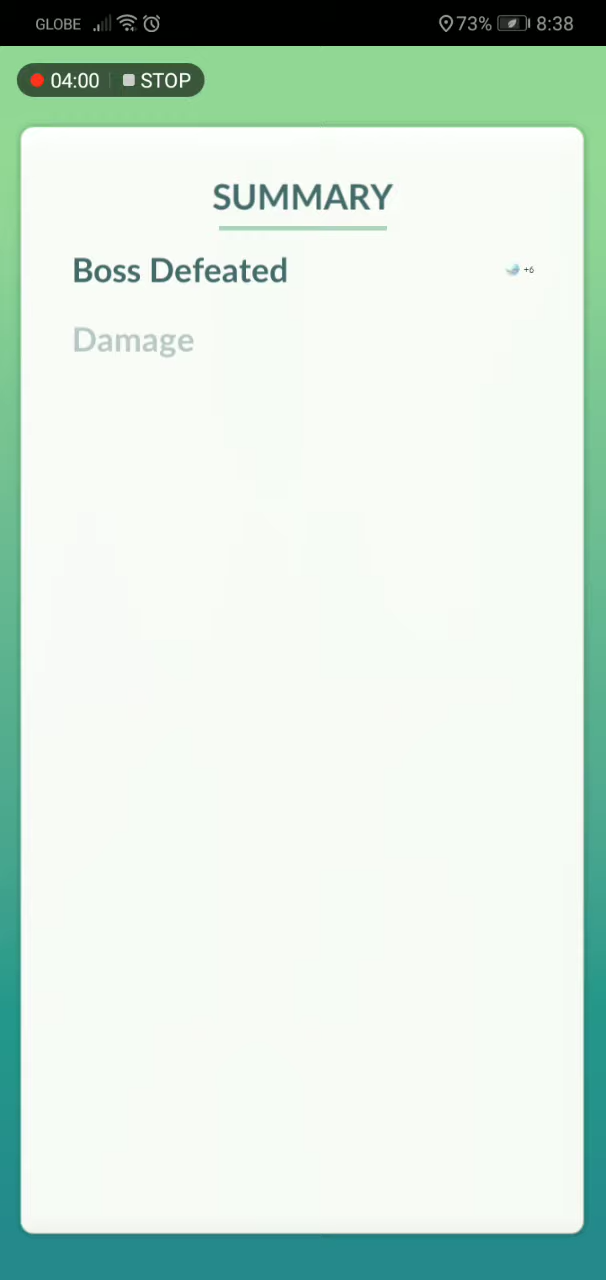 GLOBE 73% 8:38
04:00 STOP
SUMMARY
Boss Defeated +6
Damage